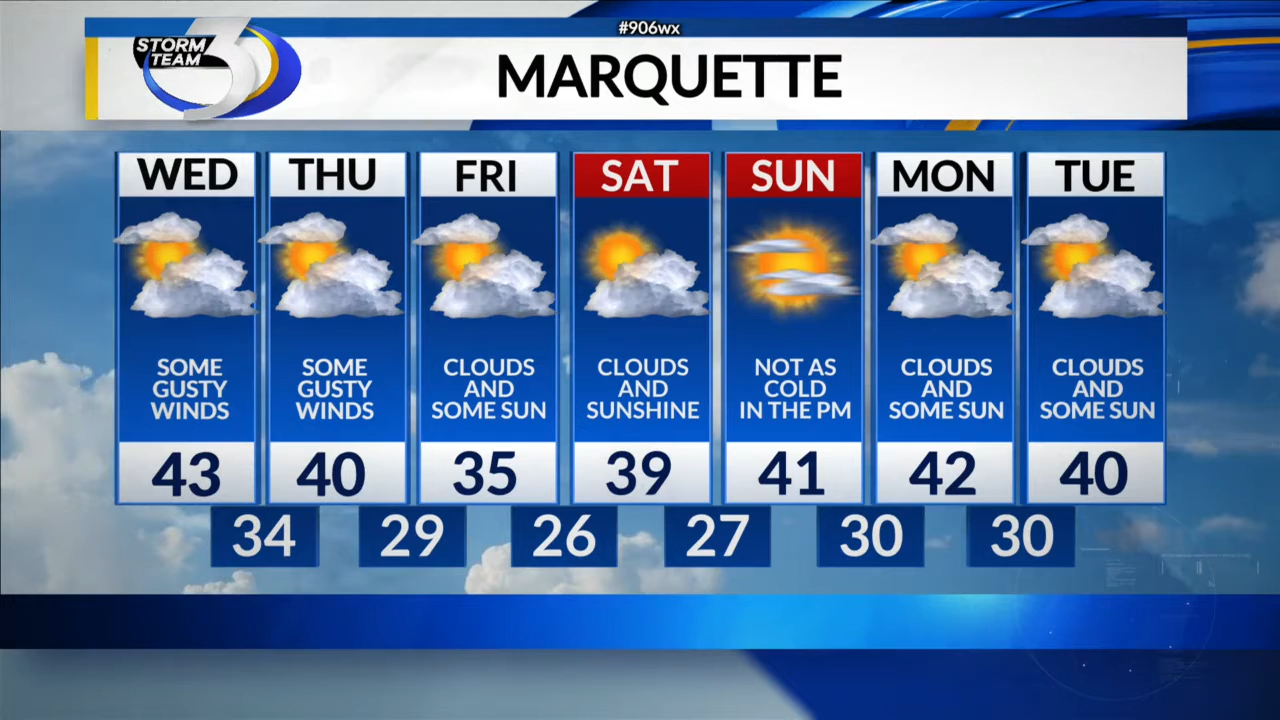 #906wx
STORM
TEAM
3
MARQUETTE
WED
THU
FRI
SAT
SUN
MON
TUE
SOME
GUSTY
WINDS
SOME
GUSTY
WINDS
CLOUDS
AND
SOME SUN
CLOUDS
AND
SUNSHINE
NOT AS
COLD
IN THE PM
CLOUDS
AND
SOME SUN
CLOUDS
AND
SOME SUN
43
40
35
39
41
42
40
34
29
26
27
30
30